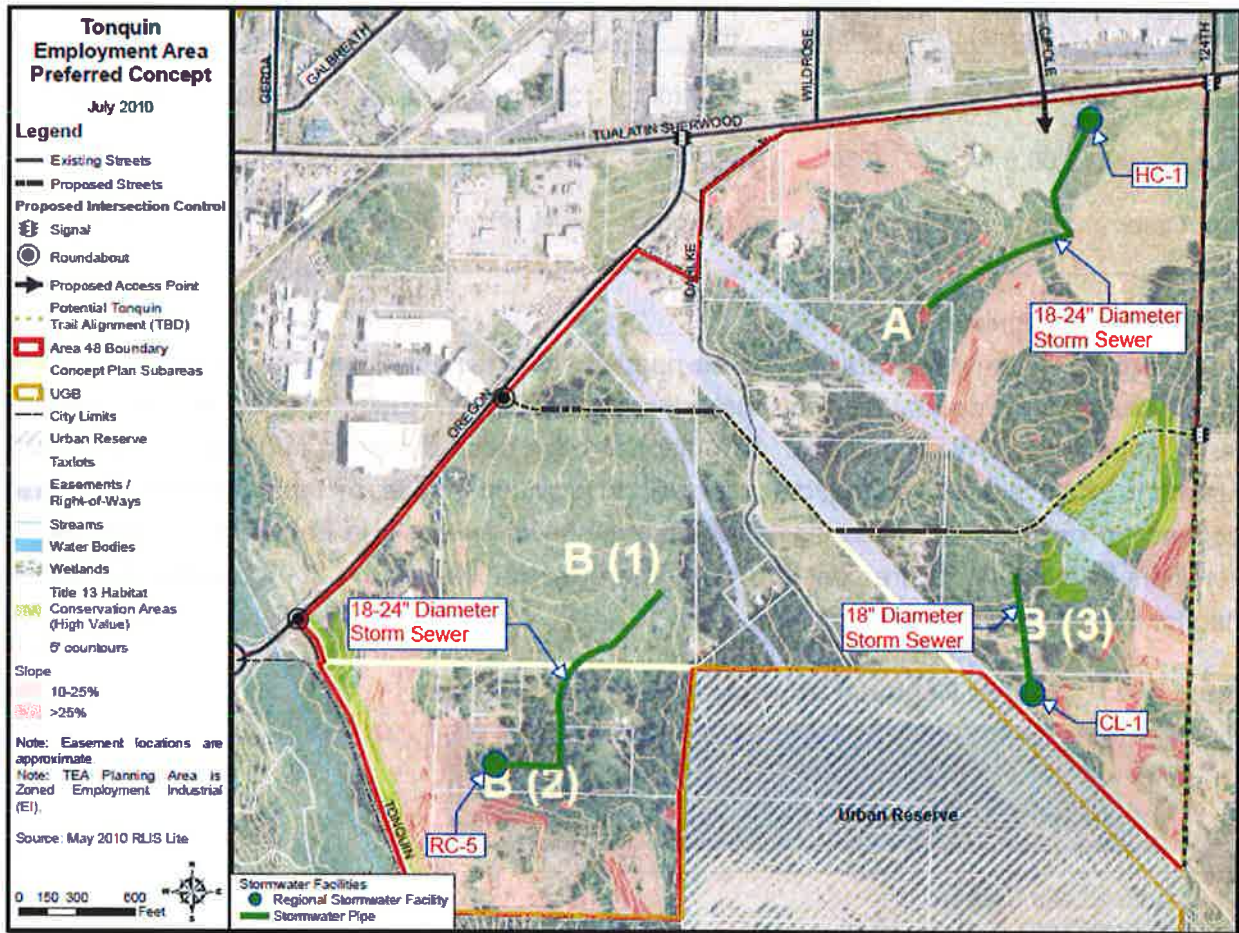 Tonquin
Employment Area
Preferred Concept
July 2010
Legend
Existing Streets
Proposed Streets
Proposed Intersection Control
Signal
Roundabout
Proposed Access Point
Potential Tonquin
Trail Alignment (TBD)
Area 48 Boundary
Concept Plan Subareas
UGB
City Limits
Urban Reserve
Taxlots
Easements /
Right-of-Ways
Streams
Water Bodies
Wetlands
Title 13 Habitat
Conservation Areas
(High Value)
5' countours
Slope
10-25%
>25%
Note: Easement locations are
approximate
Note: TEA Planning Area is
Zoned Employment Industrial
(EI).
Source: May 2010 RLIS Lite
N
W E
S
0 150 300 600
Feet
GERDA
GALBREATH
WILDROSE
CIPOLE
124TH
TUALATIN SHERWOOD
HC-1
DAHLKE
18-24" Diameter
Storm Sewer
A
OREGON
B (1)
18-24" Diameter
Storm Sewer
18" Diameter
Storm Sewer
B (3)
CL-1
B (2)
TONQUIN
RC-5
Urban Reserve
Stormwater Facilities
Regional Stormwater Facility
Stormwater Pipe